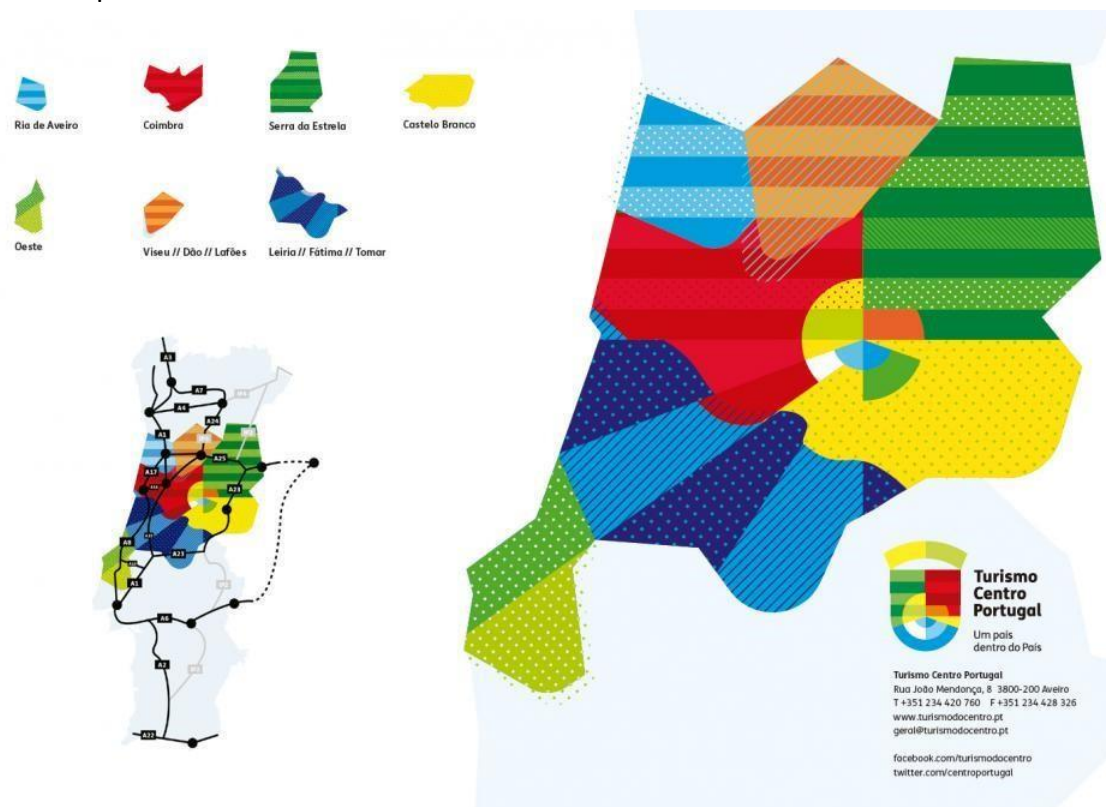 Ria de Aveiro
Coimbra
Serra da Estrela
Castelo Branco
Oeste
Viseu // Dão // Lafões
Leiria // Fátima // Tomar
A3
A7
A4
A24
A1
A25
A17
A23
A8
A23
A1
A6
A2
A22
Turismo
Centro
Portugal
Um país
dentro do País
Turismo Centro Portugal
Rua João Mendonça, 8 3800-200 Aveiro
T +351 234 420 760 F +351 234 428 326
www.turismodocentro.pt
geral@turismodocentro.pt
facebook.com/turismodocentro
twitter.com/centroportugal